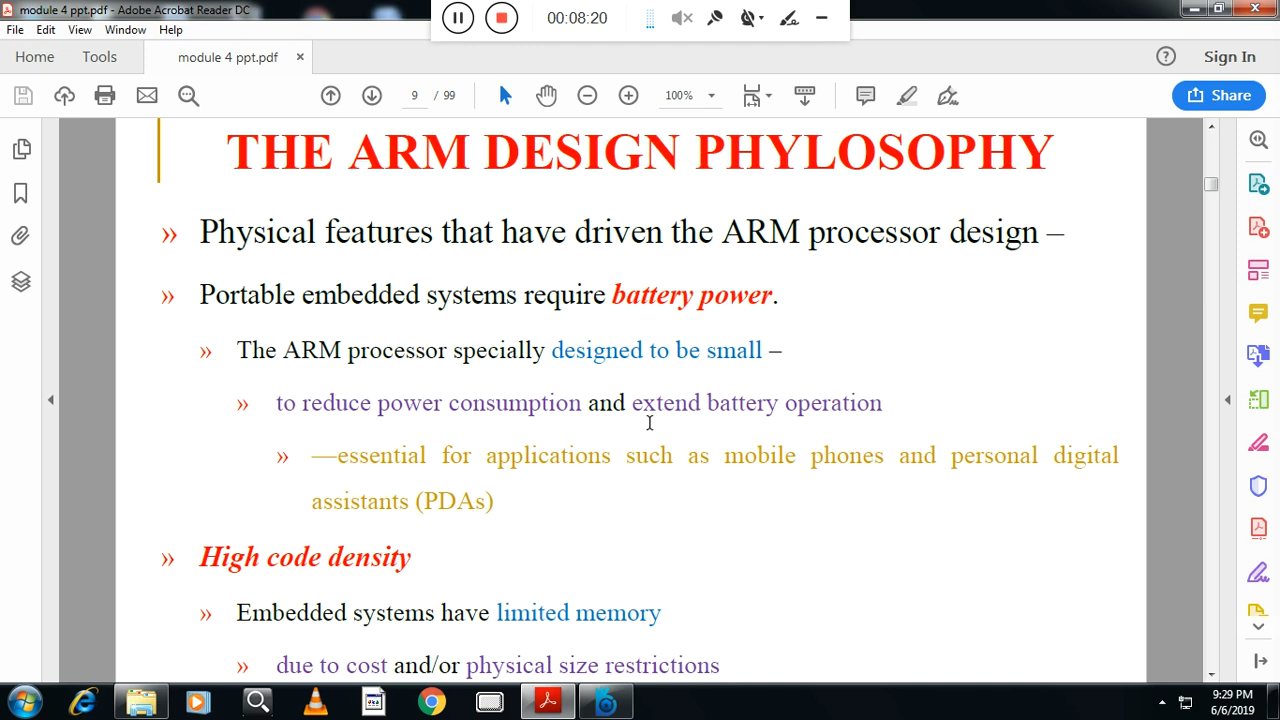 module 4 ppt.pdf - Adobe Acrobat Reader DC
00:08:20
File Edit View Window Help
Home Tools module 4 ppt.pdf × Sign In
9 / 99 100% Share
THE ARM DESIGN PHYLOSOPHY
» Physical features that have driven the ARM processor design –
» Portable embedded systems require battery power.
» The ARM processor specially designed to be small –
» to reduce power consumption and extend battery operation
» —essential for applications such as mobile phones and personal digital
assistants (PDAs)
» High code density
» Embedded systems have limited memory
» due to cost and/or physical size restrictions
9:29 PM
6/6/2019